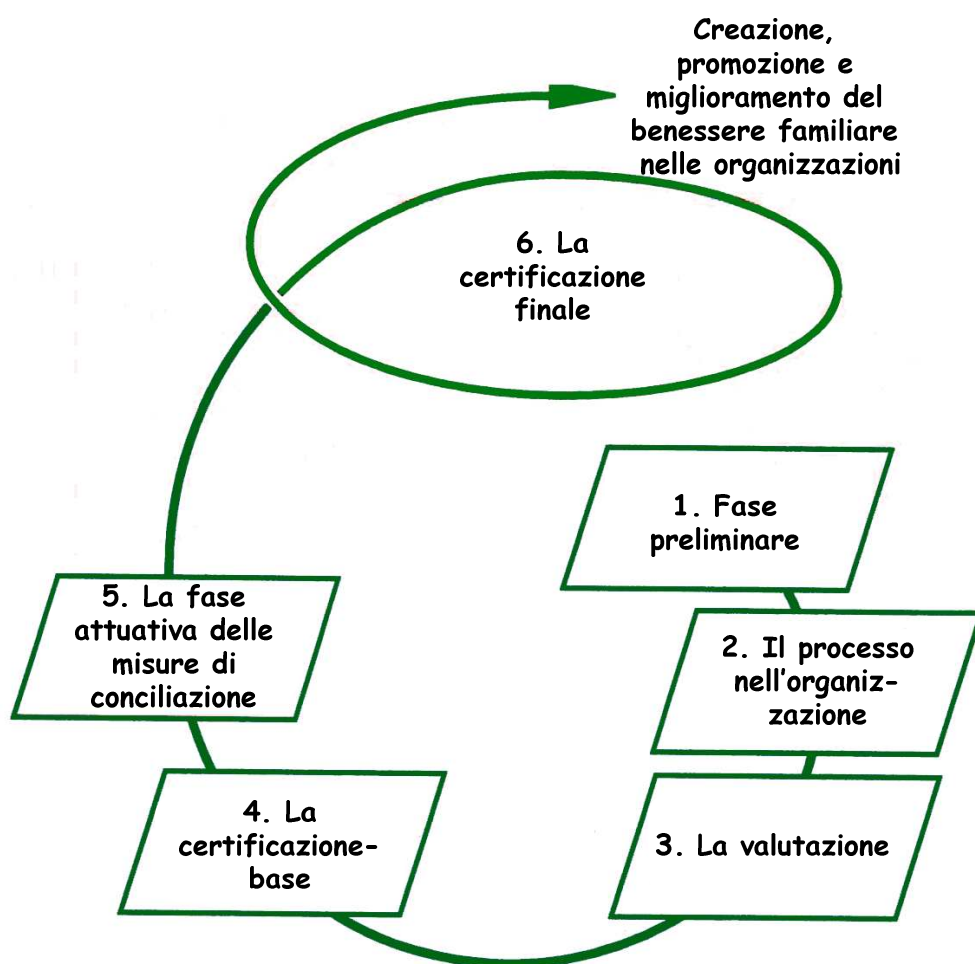 Creazione,
promozione e
miglioramento del
benessere familiare
nelle organizzazioni
6. La
certificazione
finale
1. Fase
preliminare
2. Il processo
nell'organiz-
zazione
3. La valutazione
4. La
certificazione-
base
5. La fase
attuativa delle
misure di
conciliazione